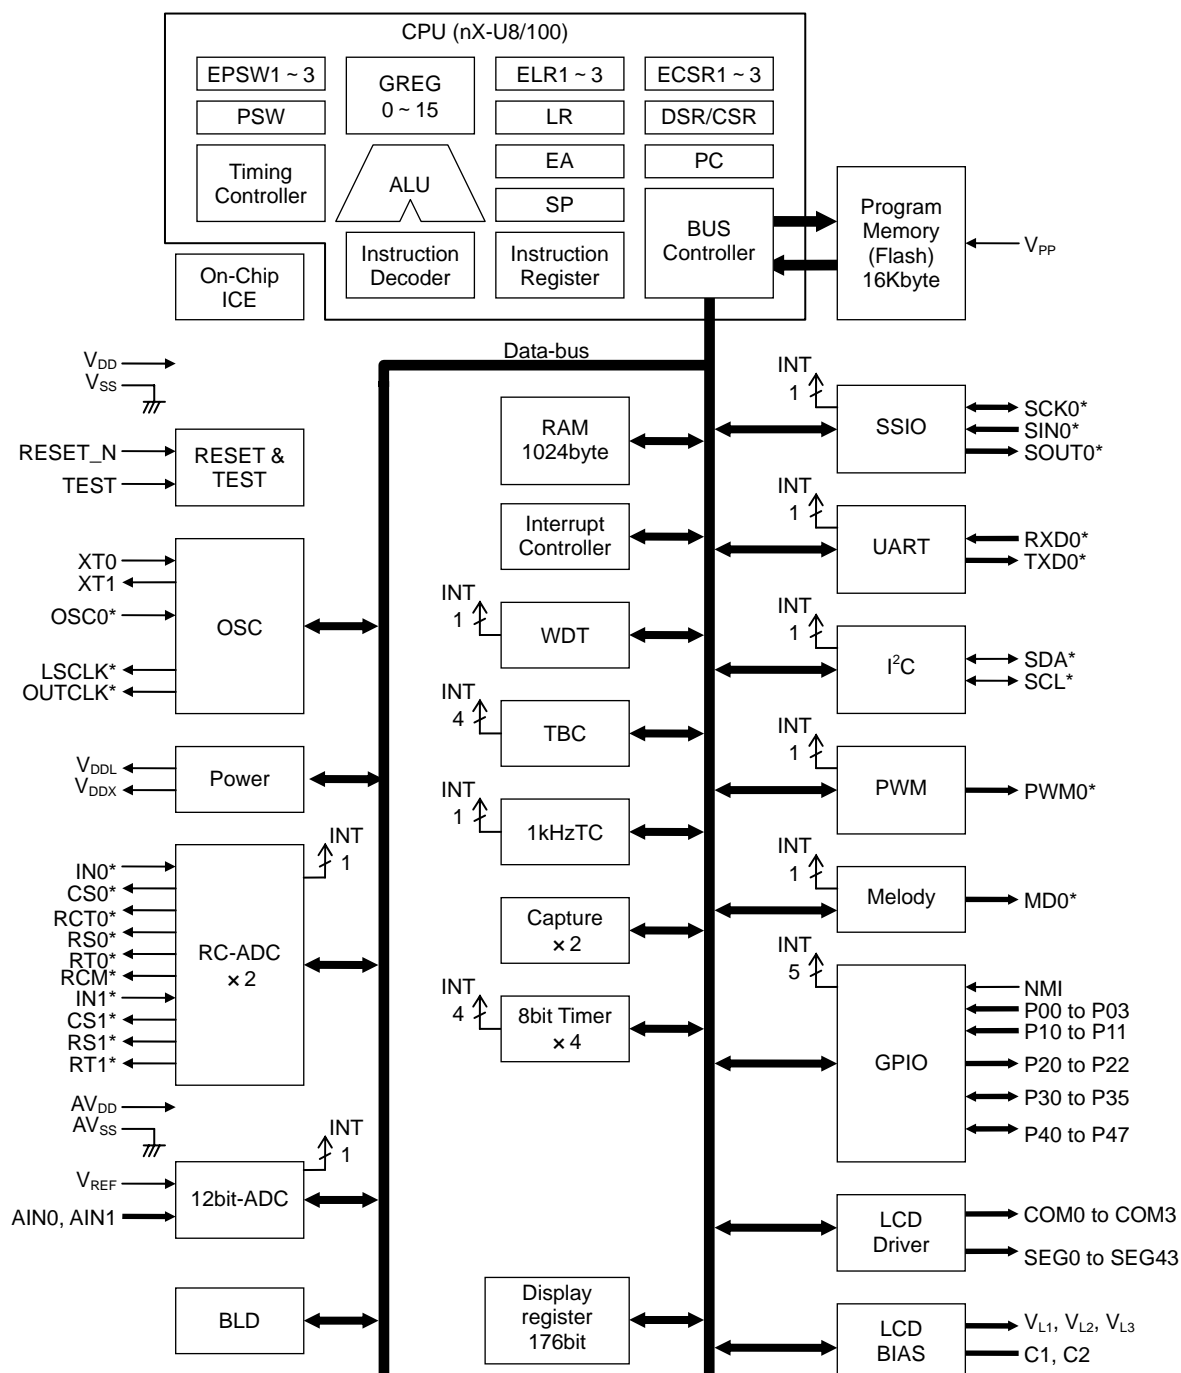 CPU (nX-U8/100)
EPSW1 ~ 3
GREG
0 ~ 15
ELR1 ~ 3
ECSR1 ~ 3
PSW
LR
DSR/CSR
Timing
Controller
ALU
EA
PC
SP
BUS
Controller
Program
Memory
(Flash)
16Kbyte
VPP
On-Chip
ICE
Instruction
Decoder
Instruction
Register
Data-bus
VDD
VSS
RESET_N
TEST
RESET &
TEST
XT0
XT1
OSC0*
LSCLK*
OUTCLK*
OSC
VDDL
VDDX
Power
IN0*
CS0*
RCT0*
RS0*
RT0*
RCM*
IN1*
CS1*
RS1*
RT1*
RC-ADC
× 2
INT
1
AVDD
AVSS
VREF
AIN0, AIN1
12bit-ADC
INT
1
BLD
RAM
1024byte
Interrupt
Controller
INT
1
WDT
INT
4
TBC
INT
1
1kHzTC
Capture
× 2
INT
4
8bit Timer
× 4
Display
register
176bit
INT
1
SSIO
SCK0*
SIN0*
SOUT0*
INT
1
UART
RXD0*
TXD0*
INT
1
I2C
SDA*
SCL*
INT
1
PWM
PWM0*
INT
1
Melody
MD0*
INT
5
GPIO
NMI
P00 to P03
P10 to P11
P20 to P22
P30 to P35
P40 to P47
LCD
Driver
COM0 to COM3
SEG0 to SEG43
LCD
BIAS
VL1, VL2, VL3
C1, C2